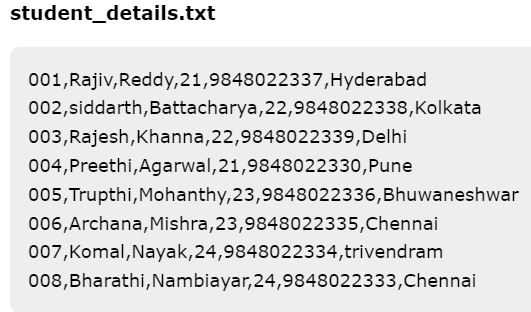 student_details.txt
001,Rajiv,Reddy,21,9848022337,Hyderabad
002,siddarth,Battacharya,22,9848022338,Kolkata
003,Rajesh,Khanna,22,9848022339,Delhi
004,Preethi,Agarwal,21,9848022330,Pune
005,Trupthi,Mohanthy,23,9848022336,Bhuwaneshwar
006,Archana,Mishra,23,9848022335,Chennai
007,Komal,Nayak,24,9848022334,trivendram
008,Bharathi,Nambiayar,24,9848022333,Chennai